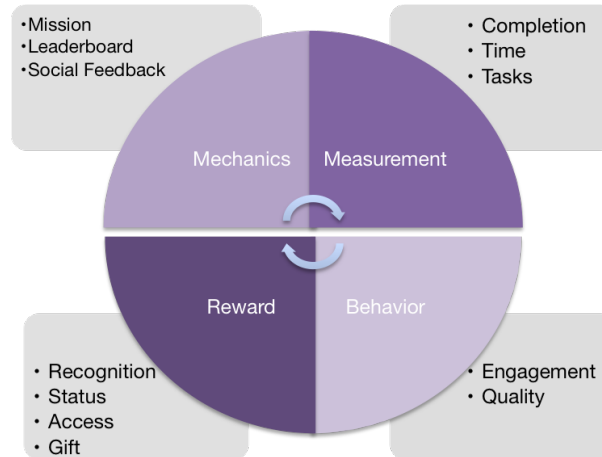 •Mission
•Leaderboard
•Social Feedback
• Completion
• Time
• Tasks
Mechanics
Measurement
Reward
Behavior
• Recognition
• Status
• Access
• Gift
• Engagement
• Quality